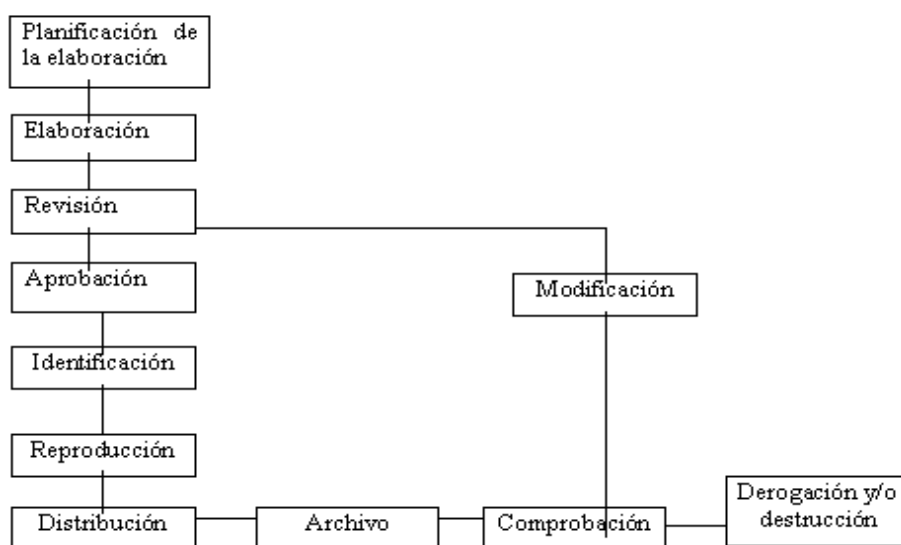 Planificación de
la elaboración
Elaboración
Revisión
Aprobación
Modificación
Identificación
Reproducción
Distribución
Archivo
Comprobación
Derogación y/o
destrucción